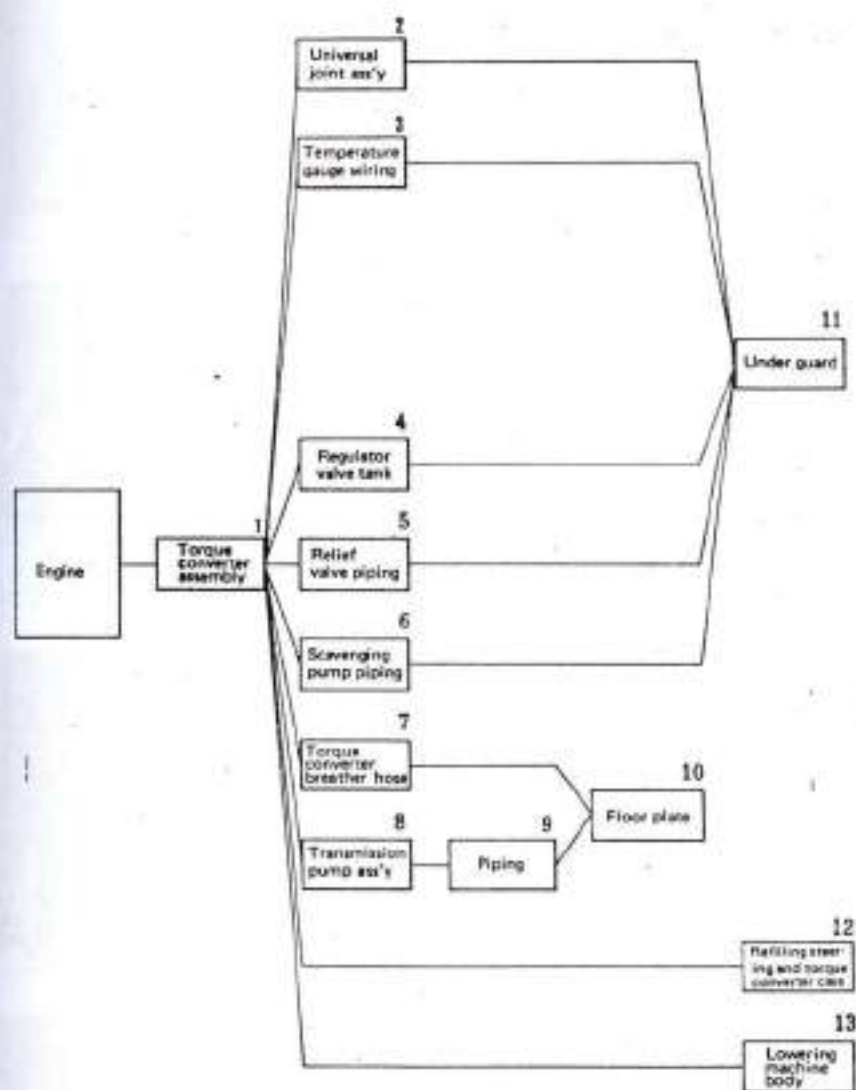 2
Universal
joint ass'y
3
Temperature
gauge wiring
11
Under guard
4
Regulator
valve tank
Engine
1
Torque
converter
assembly
5
Relief
valve piping
6
Scavenging
pump piping
7
Torque
converter
breather hose
10
Floor plate
8
Transmission
pump ass'y
9
Piping
12
Refilling steer-
ing and torque
converter case
13
Lowering
machine
body